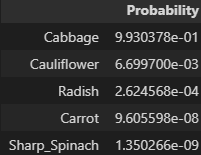 Probability
Cabbage 9.930378e-01
Cauliflower 6.699700e-03
Radish 2.624568e-04
Carrot 9.605598e-08
Sharp_Spinach 1.350266e-09